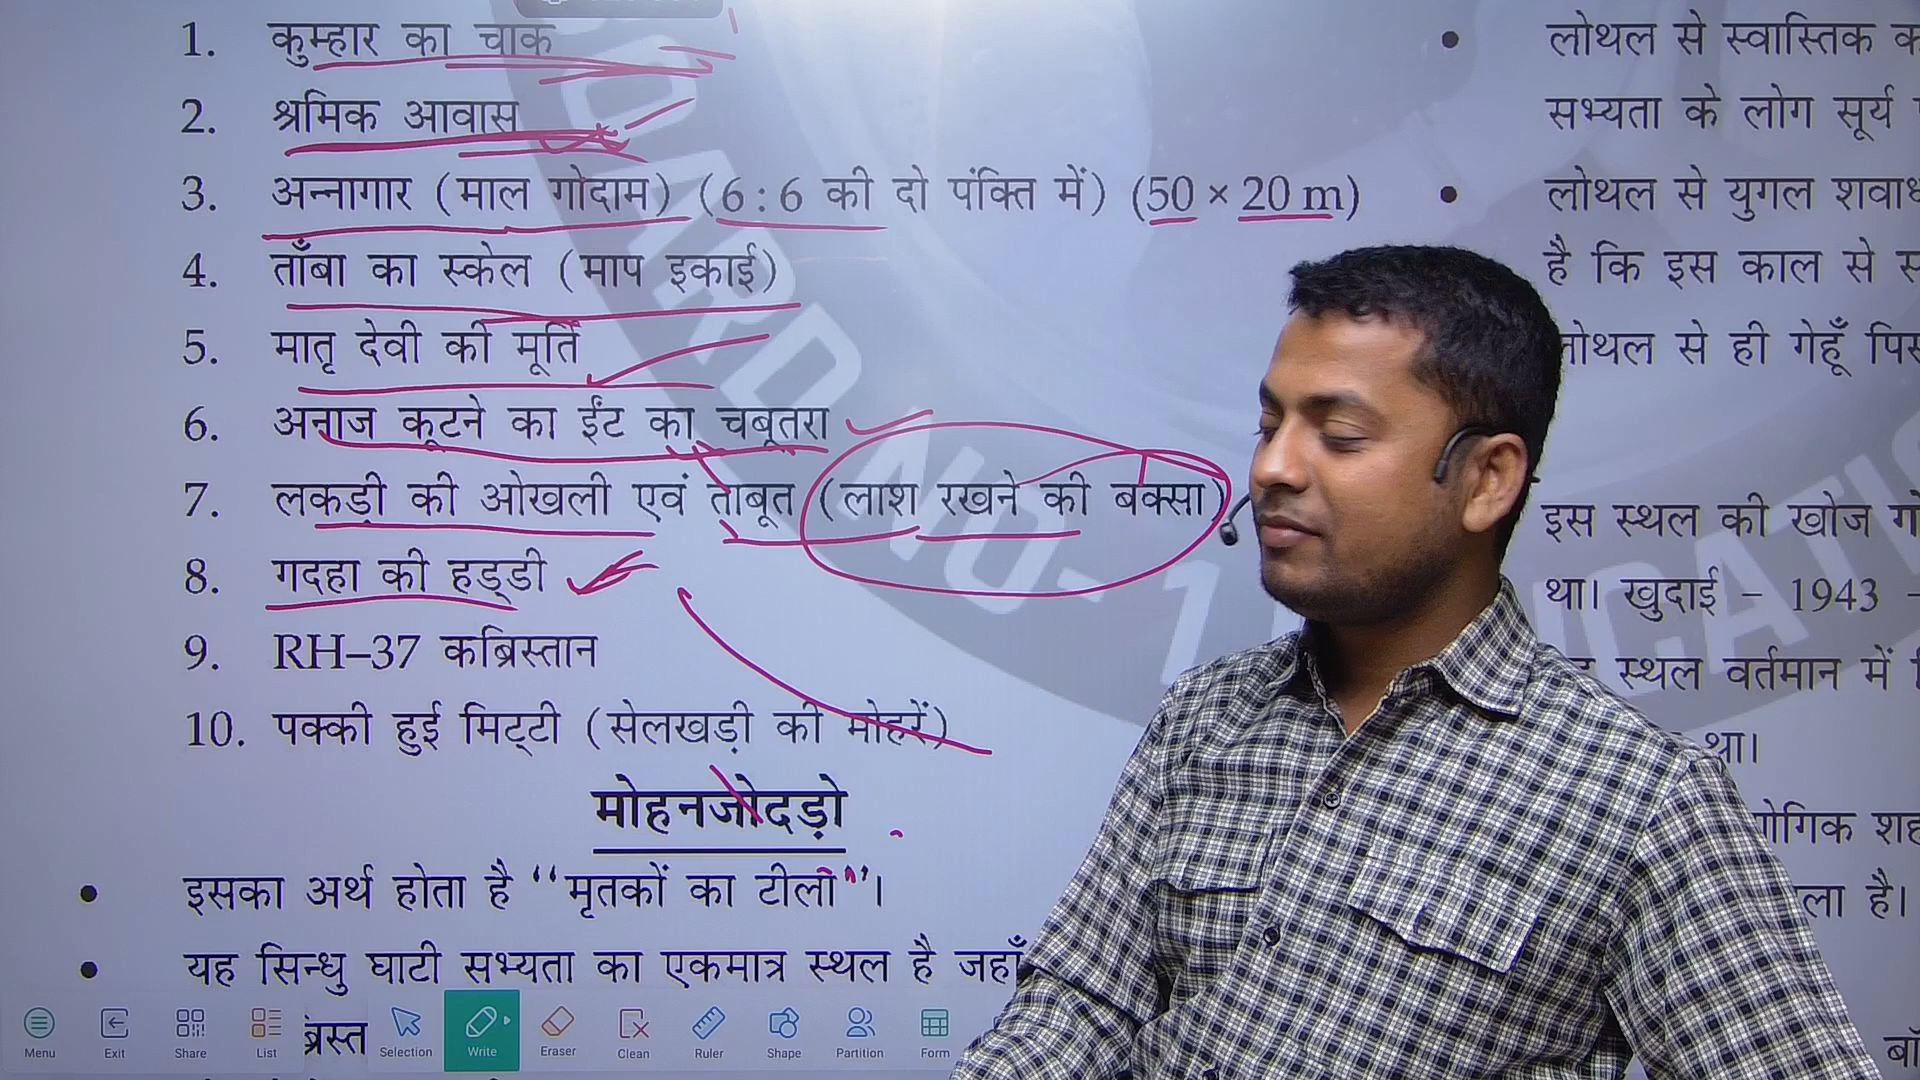 1. कुम्हार का चाक
2. श्रमिक आवास
3. अन्नागार (माल गोदाम) (6 : 6 की दो पंक्ति में) (50 × 20 m)
4. ताँबा का स्केल (माप इकाई)
5. मातृ देवी की मूर्ति
6. अनाज कूटने का ईंट का चबूतरा
7. लकड़ी की ओखली एवं ताबूत (लाश रखने की बक्सा)
8. गदहा की हड्डी
9. RH–37 कब्रिस्तान
10. पक्की हुई मिट्टी (सेलखड़ी की मोहरें)
मोहनजोदड़ो
• इसका अर्थ होता है “मृतकों का टीला”।
• यह सिन्धु घाटी सभ्यता का एकमात्र स्थल है जहाँ
• लोथल से स्वास्तिक
सभ्यता के लोग सूर्य
• लोथल से युगल
है कि इस काल से
लोथल से ही गेहूँ
इस स्थल की खोज
था। खुदाई – 1943 –
स्थल वर्तमान में
था।
ला है।
Menu Exit Share List Selection Write Eraser Clean Ruler Shape Partition Form
BOARD NO-1